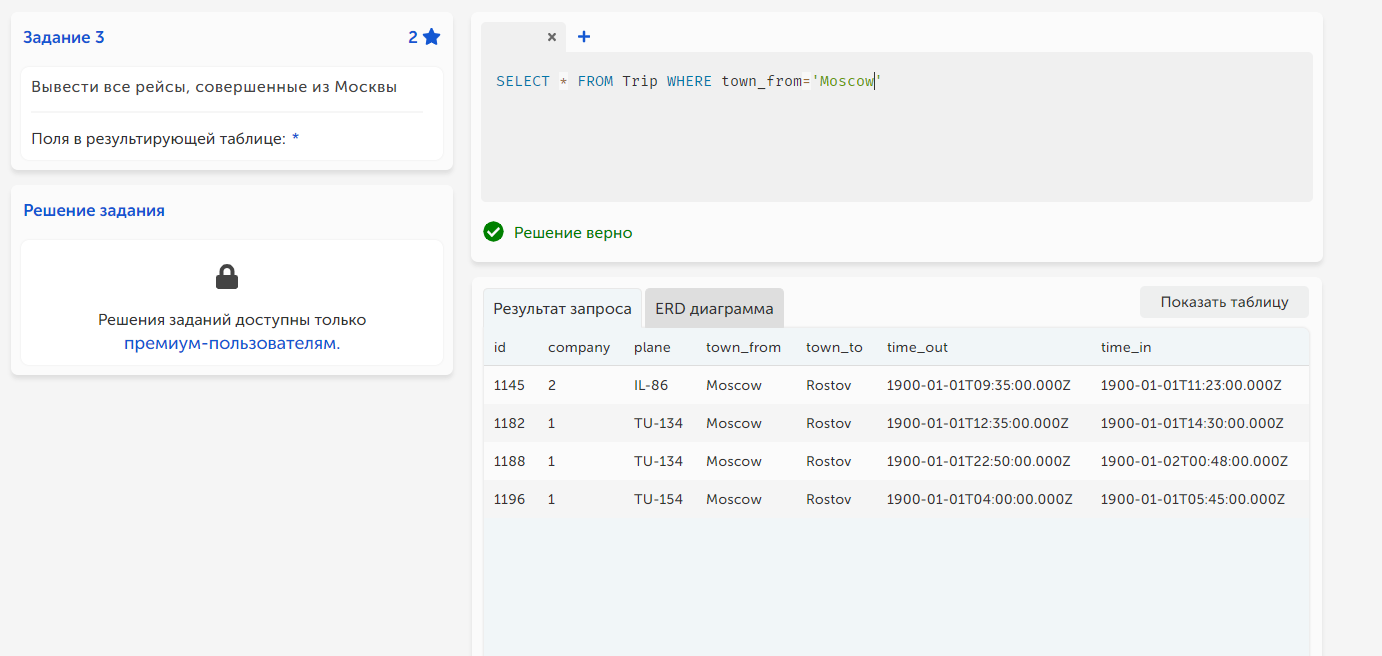 Задание 3
2
Вывести все рейсы, совершенные из Москвы
Поля в результирующей таблице: *
Решение задания
Решения заданий доступны только
премиум-пользователям.
× +
SELECT * FROM Trip WHERE town_from='Moscow'
Решение верно
Результат запроса ERD диаграмма Показать таблицу
id company plane town_from town_to time_out time_in
1145 2 IL-86 Moscow Rostov 1900-01-01T09:35:00.000Z 1900-01-01T11:23:00.000Z
1182 1 TU-134 Moscow Rostov 1900-01-01T12:35:00.000Z 1900-01-01T14:30:00.000Z
1188 1 TU-134 Moscow Rostov 1900-01-01T22:50:00.000Z 1900-01-02T00:48:00.000Z
1196 1 TU-154 Moscow Rostov 1900-01-01T04:00:00.000Z 1900-01-01T05:45:00.000Z